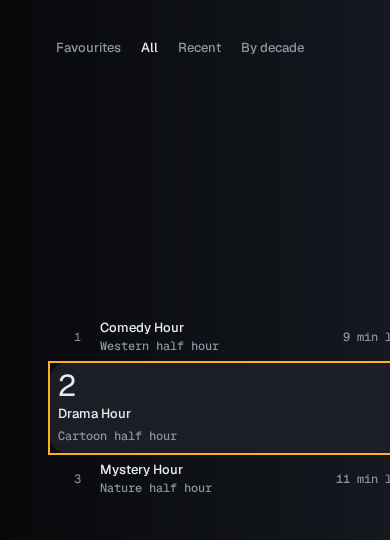 Favourites All Recent By decade
1 Comedy Hour 9 min
Western half hour
2
Drama Hour
Cartoon half hour
3 Mystery Hour 11 min
Nature half hour